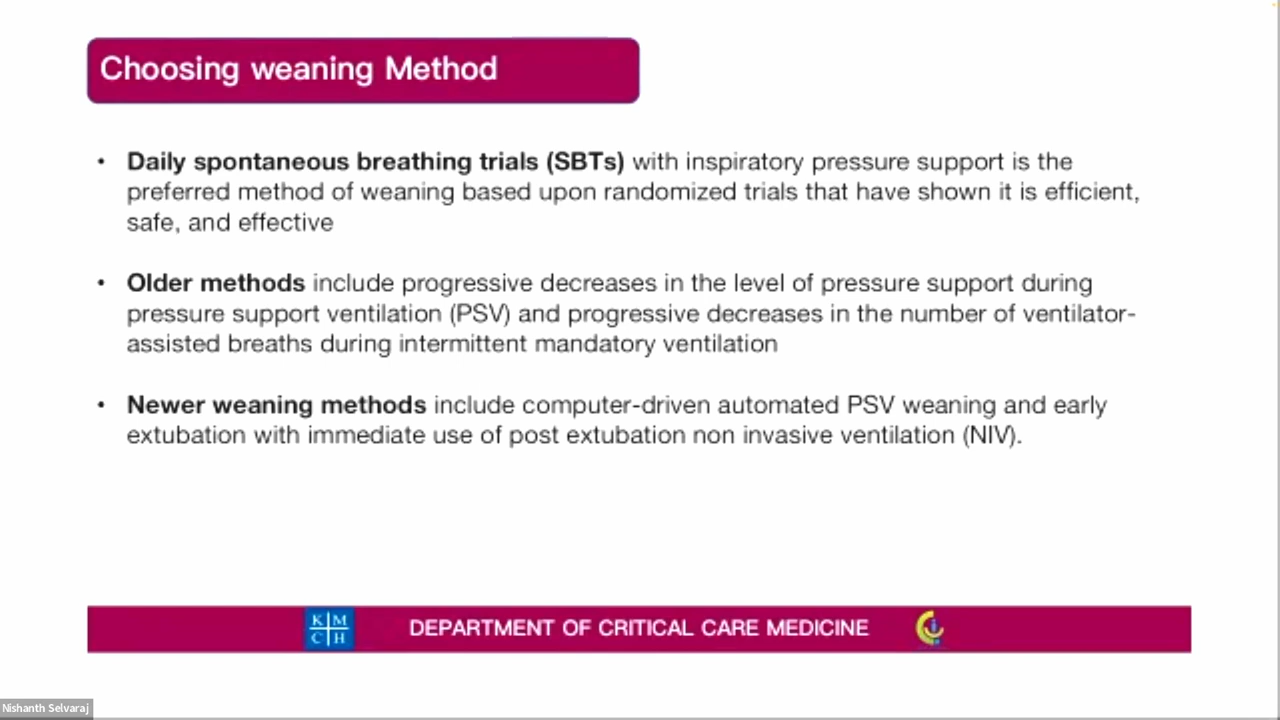 Choosing weaning Method
• Daily spontaneous breathing trials (SBTs) with inspiratory pressure support is the
preferred method of weaning based upon randomized trials that have shown it is efficient,
safe, and effective
• Older methods include progressive decreases in the level of pressure support during
pressure support ventilation (PSV) and progressive decreases in the number of ventilator-
assisted breaths during intermittent mandatory ventilation
• Newer weaning methods include computer-driven automated PSV weaning and early
extubation with immediate use of post extubation non invasive ventilation (NIV).
K M
C H
DEPARTMENT OF CRITICAL CARE MEDICINE
Nishanth Selvaraj